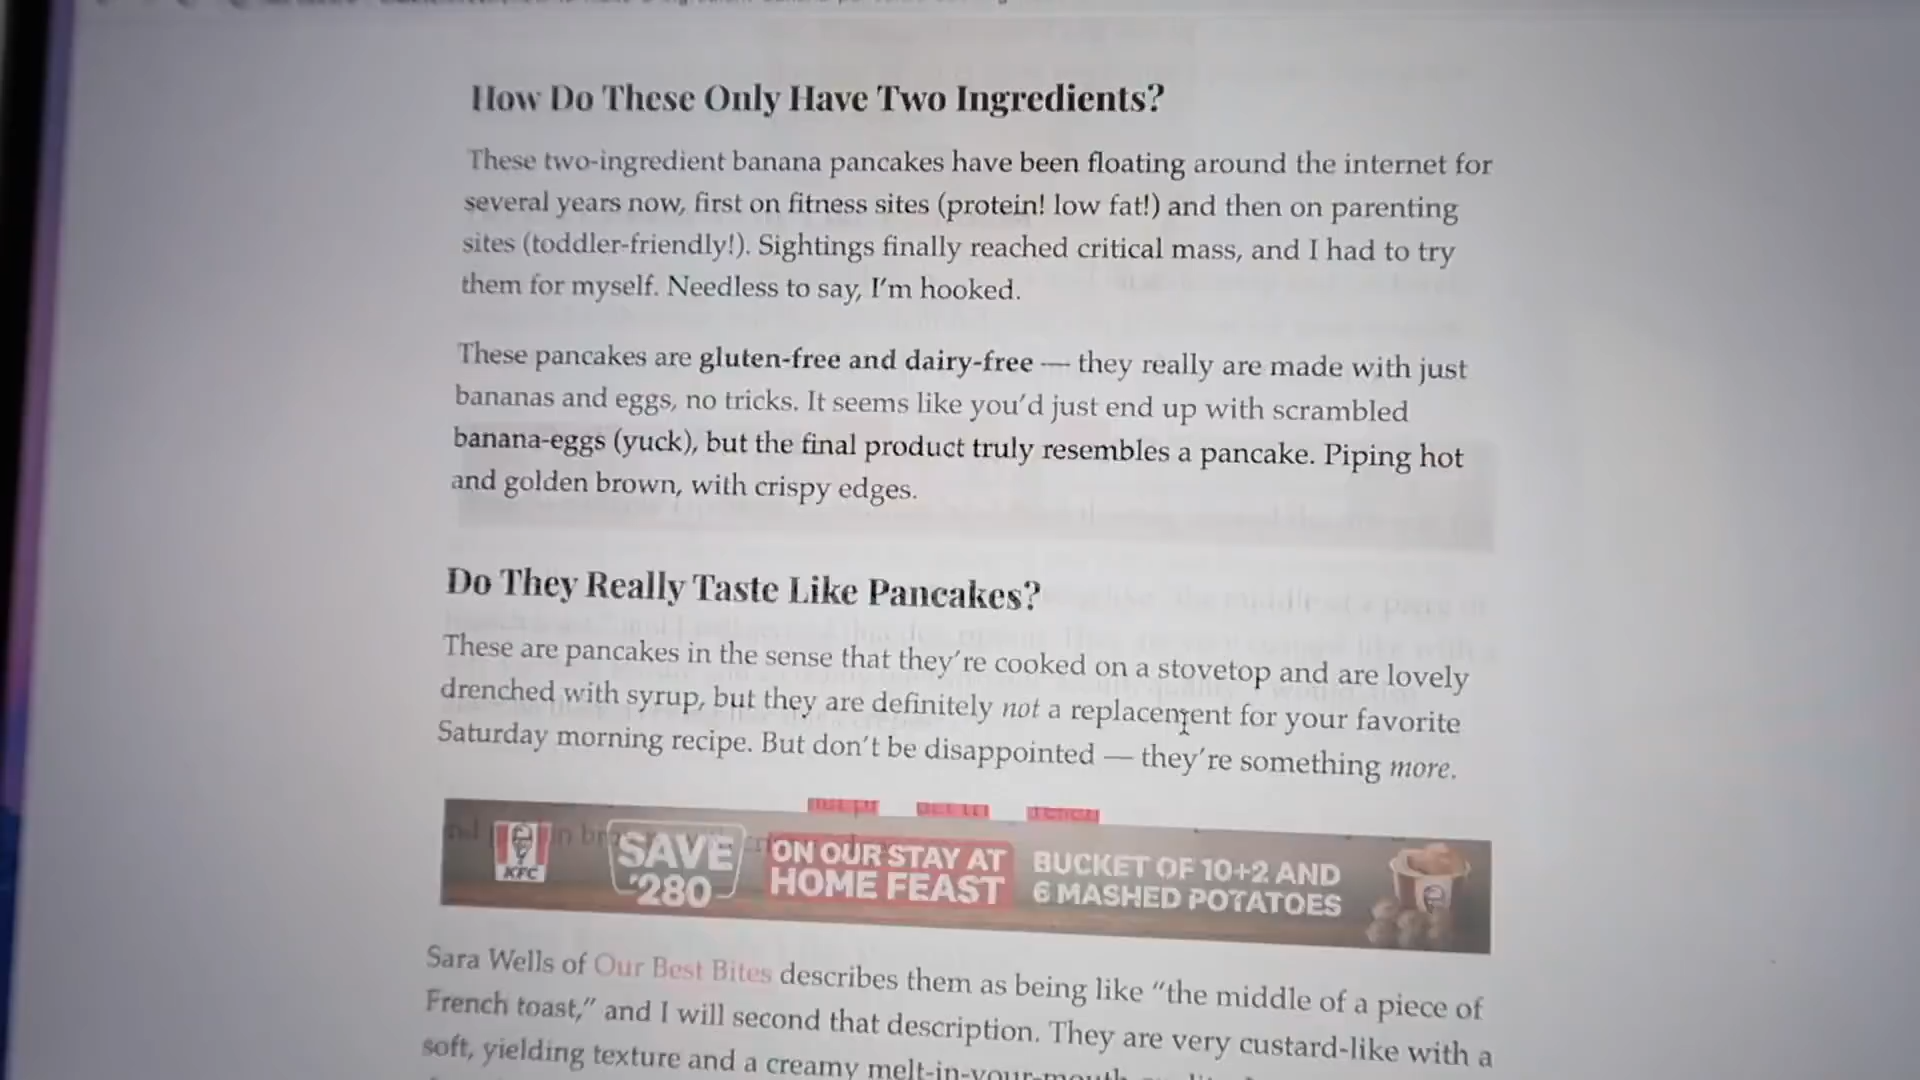 How Do These Only Have Two Ingredients?
These two-ingredient banana pancakes have been floating around the internet for
several years now, first on fitness sites (protein! low fat!) and then on parenting
sites (toddler-friendly!). Sightings finally reached critical mass, and I had to try
them for myself. Needless to say, I'm hooked.
These pancakes are gluten-free and dairy-free — they really are made with just
bananas and eggs, no tricks. It seems like you'd just end up with scrambled
banana-eggs (yuck), but the final product truly resembles a pancake. Piping hot
and golden brown, with crispy edges.
Do They Really Taste Like Pancakes?
These are pancakes in the sense that they're cooked on a stovetop and are lovely
drenched with syrup, but they are definitely not a replacement for your favorite
Saturday morning recipe. But don't be disappointed — they're something more.
KFC
SAVE
₱280
ON OUR STAY AT
HOME FEAST
BUCKET OF 10+2 AND
6 MASHED POTATOES
Sara Wells of Our Best Bites describes them as being like "the middle of a piece of
French toast," and I will second that description. They are very custard-like with a
soft, yielding texture and a creamy melt-in-your-mouth